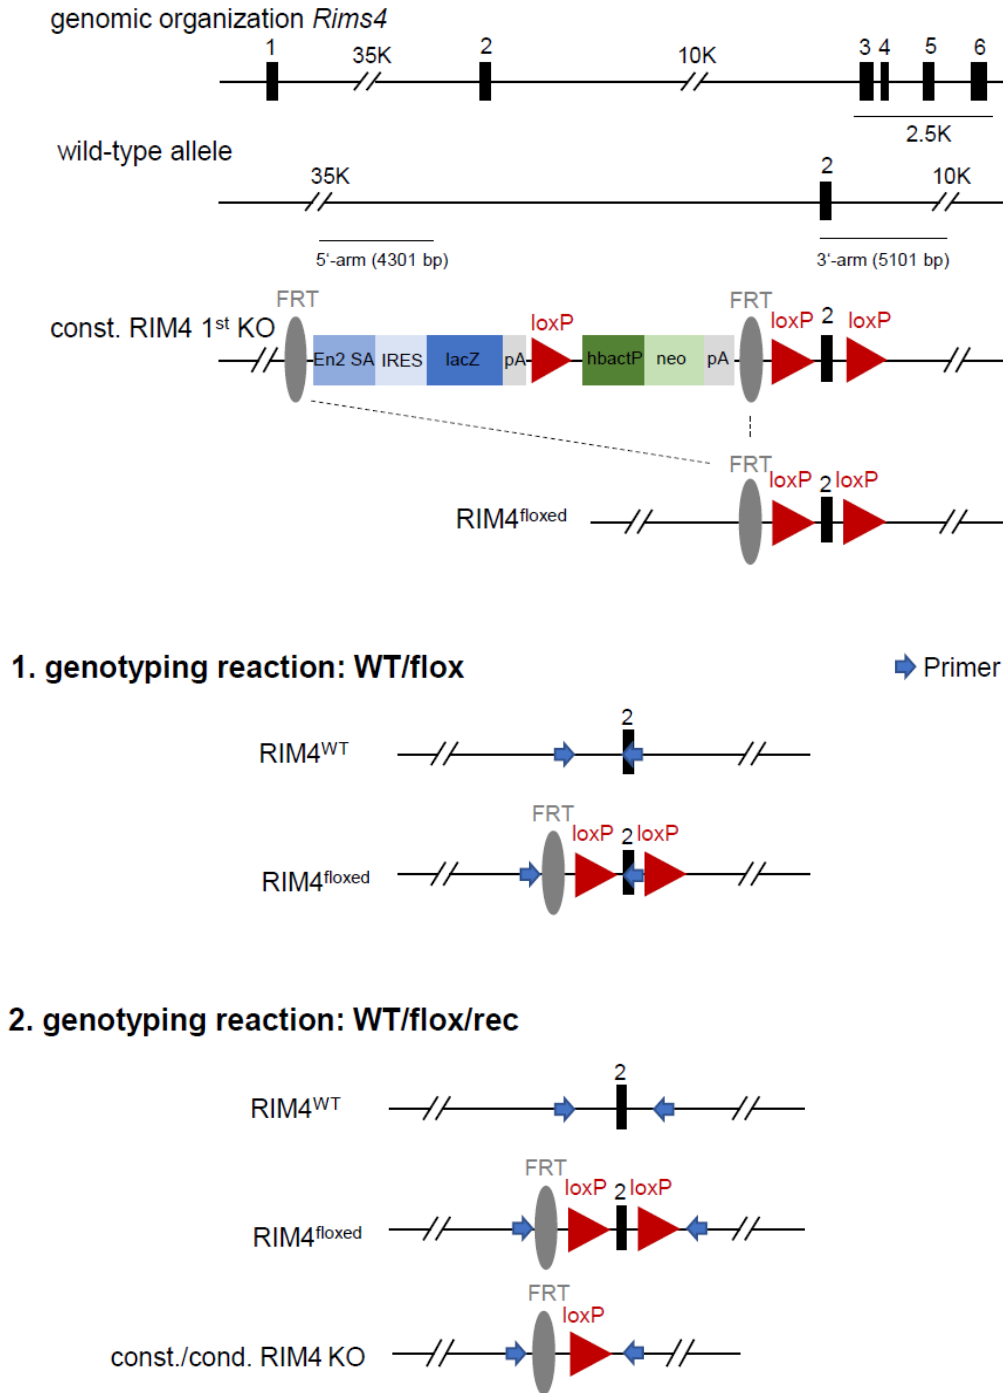 genomic organization Rims4
1 35K 2 10K 3 4 5 6
2.5K
wild-type allele
35K 2 10K
5'-arm (4301 bp) 3'-arm (5101 bp)
FRT loxP FRT loxP 2 loxP
const. RIM4 1st KO
En2 SA IRES lacZ pA hbactP neo pA
FRT loxP 2 loxP
RIM4floxed
1. genotyping reaction: WT/flox
Primer
2
RIM4WT
FRT loxP 2 loxP
RIM4floxed
2. genotyping reaction: WT/flox/rec
2
RIM4WT
FRT loxP 2 loxP
RIM4floxed
FRT loxP
const./cond. RIM4 KO